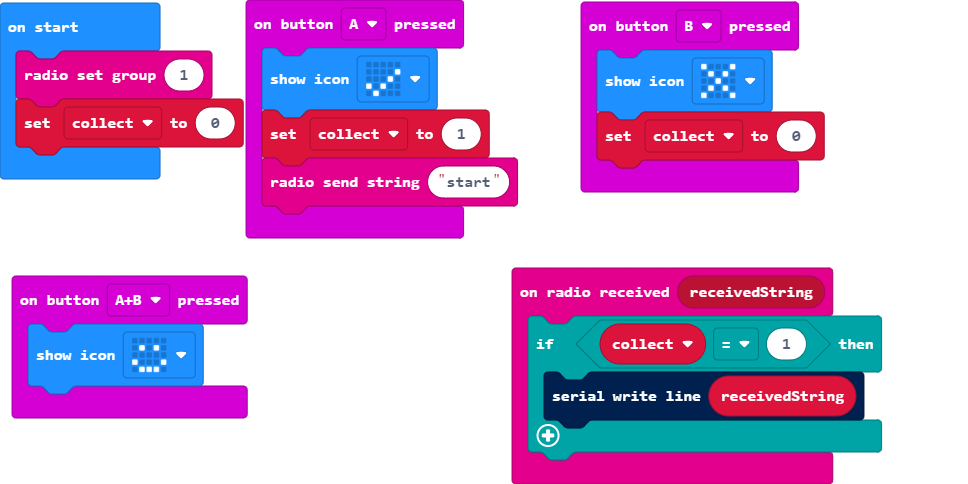 on start
radio set group 1
set collect to 0
on button A pressed
show icon
set collect to 1
radio send string "start"
on button B pressed
show icon
set collect to 0
on button A+B pressed
show icon
on radio received receivedString
if collect = 1 then
serial write line receivedString